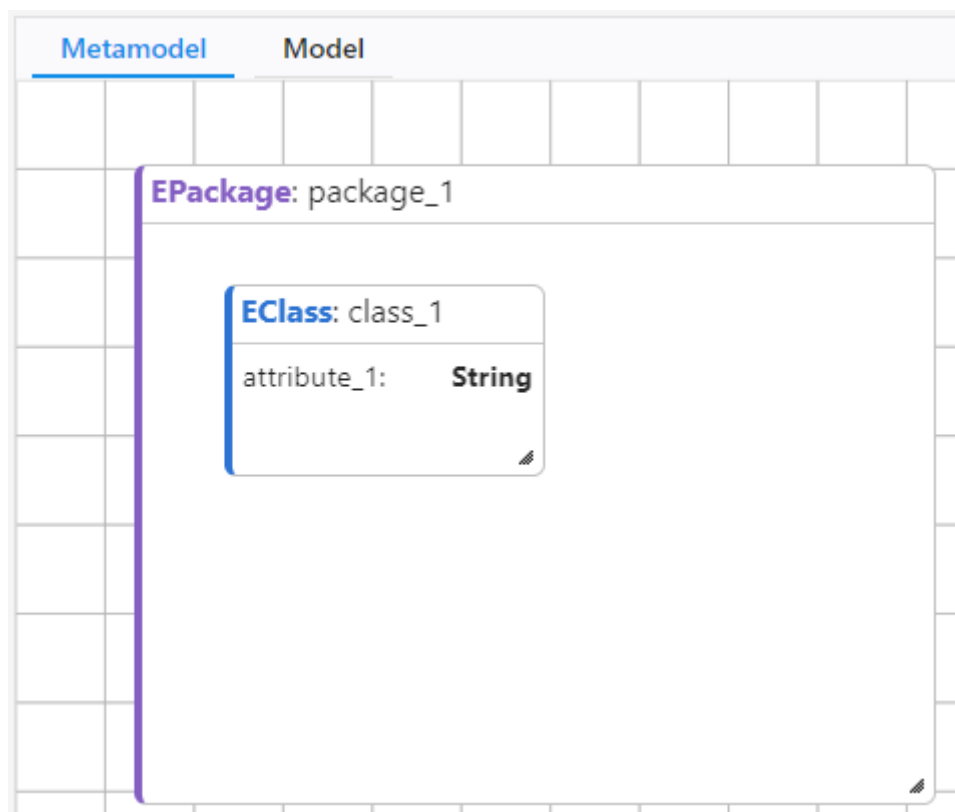 Metamodel Model
EPackage: package_1
EClass: class_1
attribute_1: String